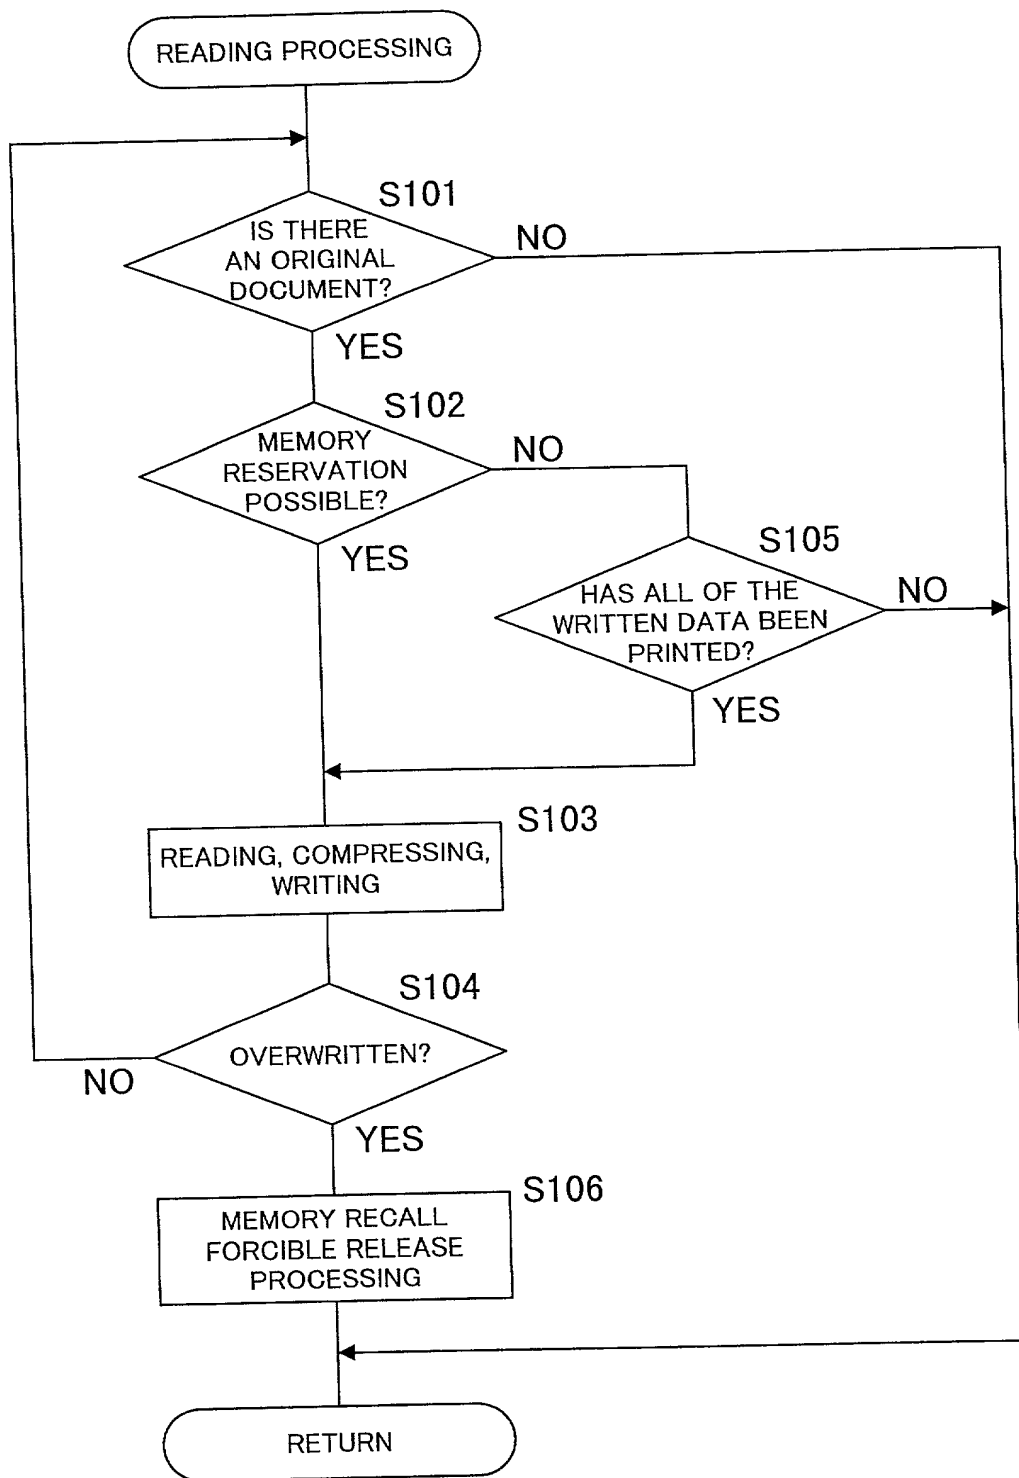 READING PROCESSING
S101
IS THERE
AN ORIGINAL
DOCUMENT?
NO
YES
S102
MEMORY
RESERVATION
POSSIBLE?
NO
YES
S105
HAS ALL OF THE
WRITTEN DATA BEEN
PRINTED?
NO
YES
S103
READING, COMPRESSING,
WRITING
S104
OVERWRITTEN?
NO
YES
S106
MEMORY RECALL
FORCIBLE RELEASE
PROCESSING
RETURN